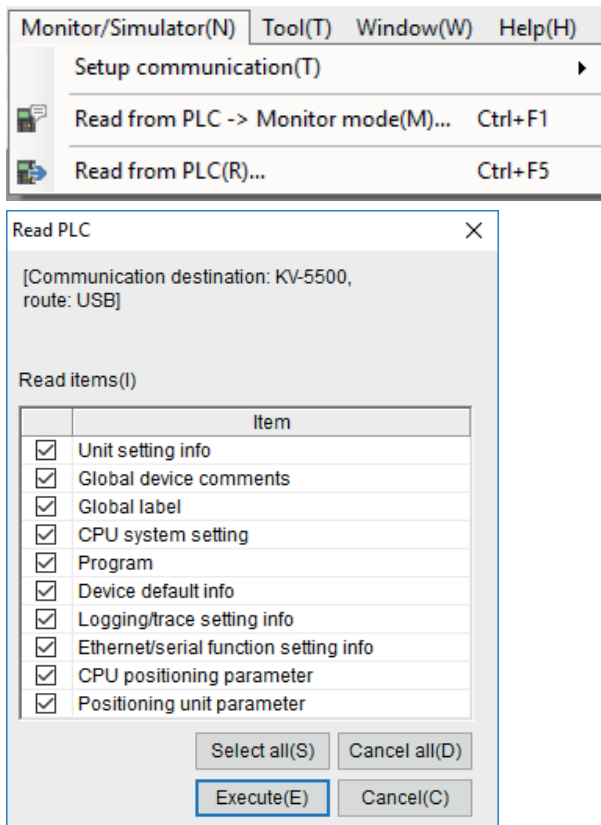 Monitor/Simulator(N) Tool(T) Window(W) Help(H)
Setup communication(T)
Read from PLC -> Monitor mode(M)... Ctrl+F1
Read from PLC(R)... Ctrl+F5
Read PLC
[Communication destination: KV-5500,
route: USB]
Read items(I)
Item
Unit setting info
Global device comments
Global label
CPU system setting
Program
Device default info
Logging/trace setting info
Ethernet/serial function setting info
CPU positioning parameter
Positioning unit parameter
Select all(S) Cancel all(D)
Execute(E) Cancel(C)